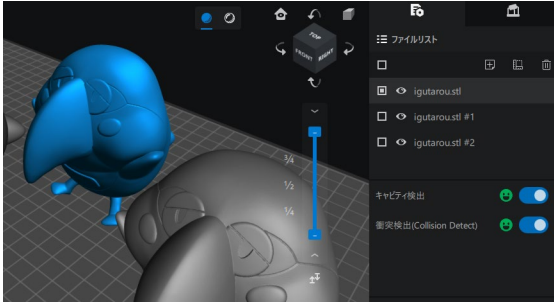 TOP
FRONT
RIGHT
¾
½
¼
ファイルリスト
igutarou.stl
igutarou.stl #1
igutarou.stl #2
キャビティ検出
衝突検出(Collision Detect)